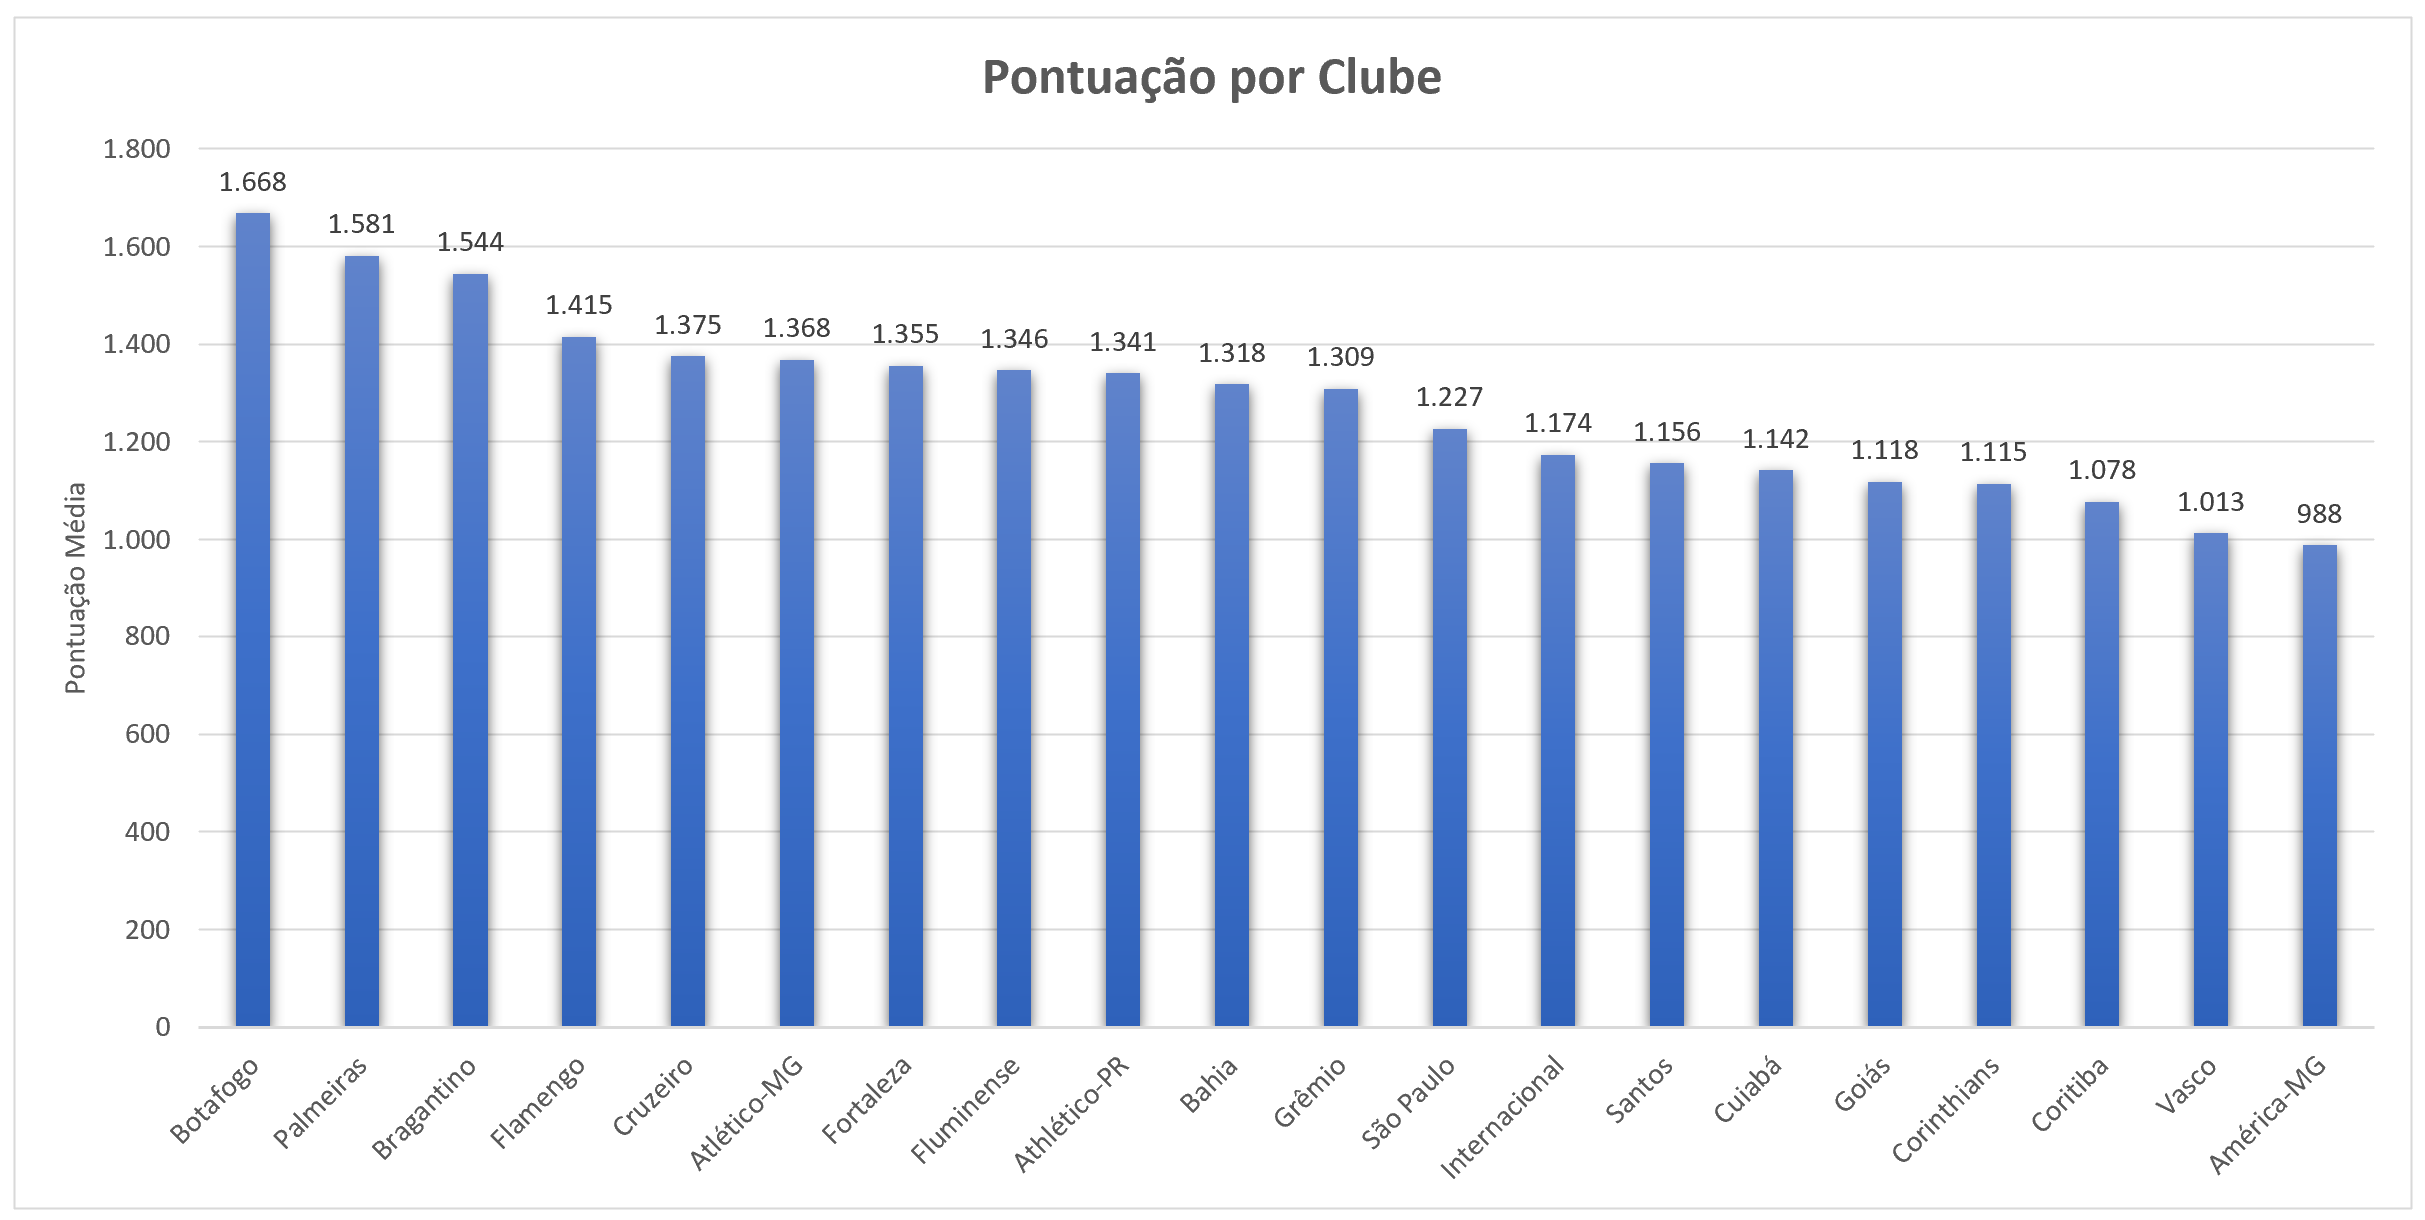 Pontuação por Clube
Pontuação Média
1.800
1.600
1.400
1.200
1.000
800
600
400
200
0
1.668
1.581
1.544
1.415
1.375
1.368
1.355
1.346
1.341
1.318
1.309
1.227
1.174
1.156
1.142
1.118
1.115
1.078
1.013
988
Botafogo
Palmeiras
Bragantino
Flamengo
Cruzeiro
Atlético-MG
Fortaleza
Fluminense
Athlético-PR
Bahia
Grêmio
São Paulo
Internacional
Santos
Cuiabá
Goiás
Corinthians
Coritiba
Vasco
América-MG